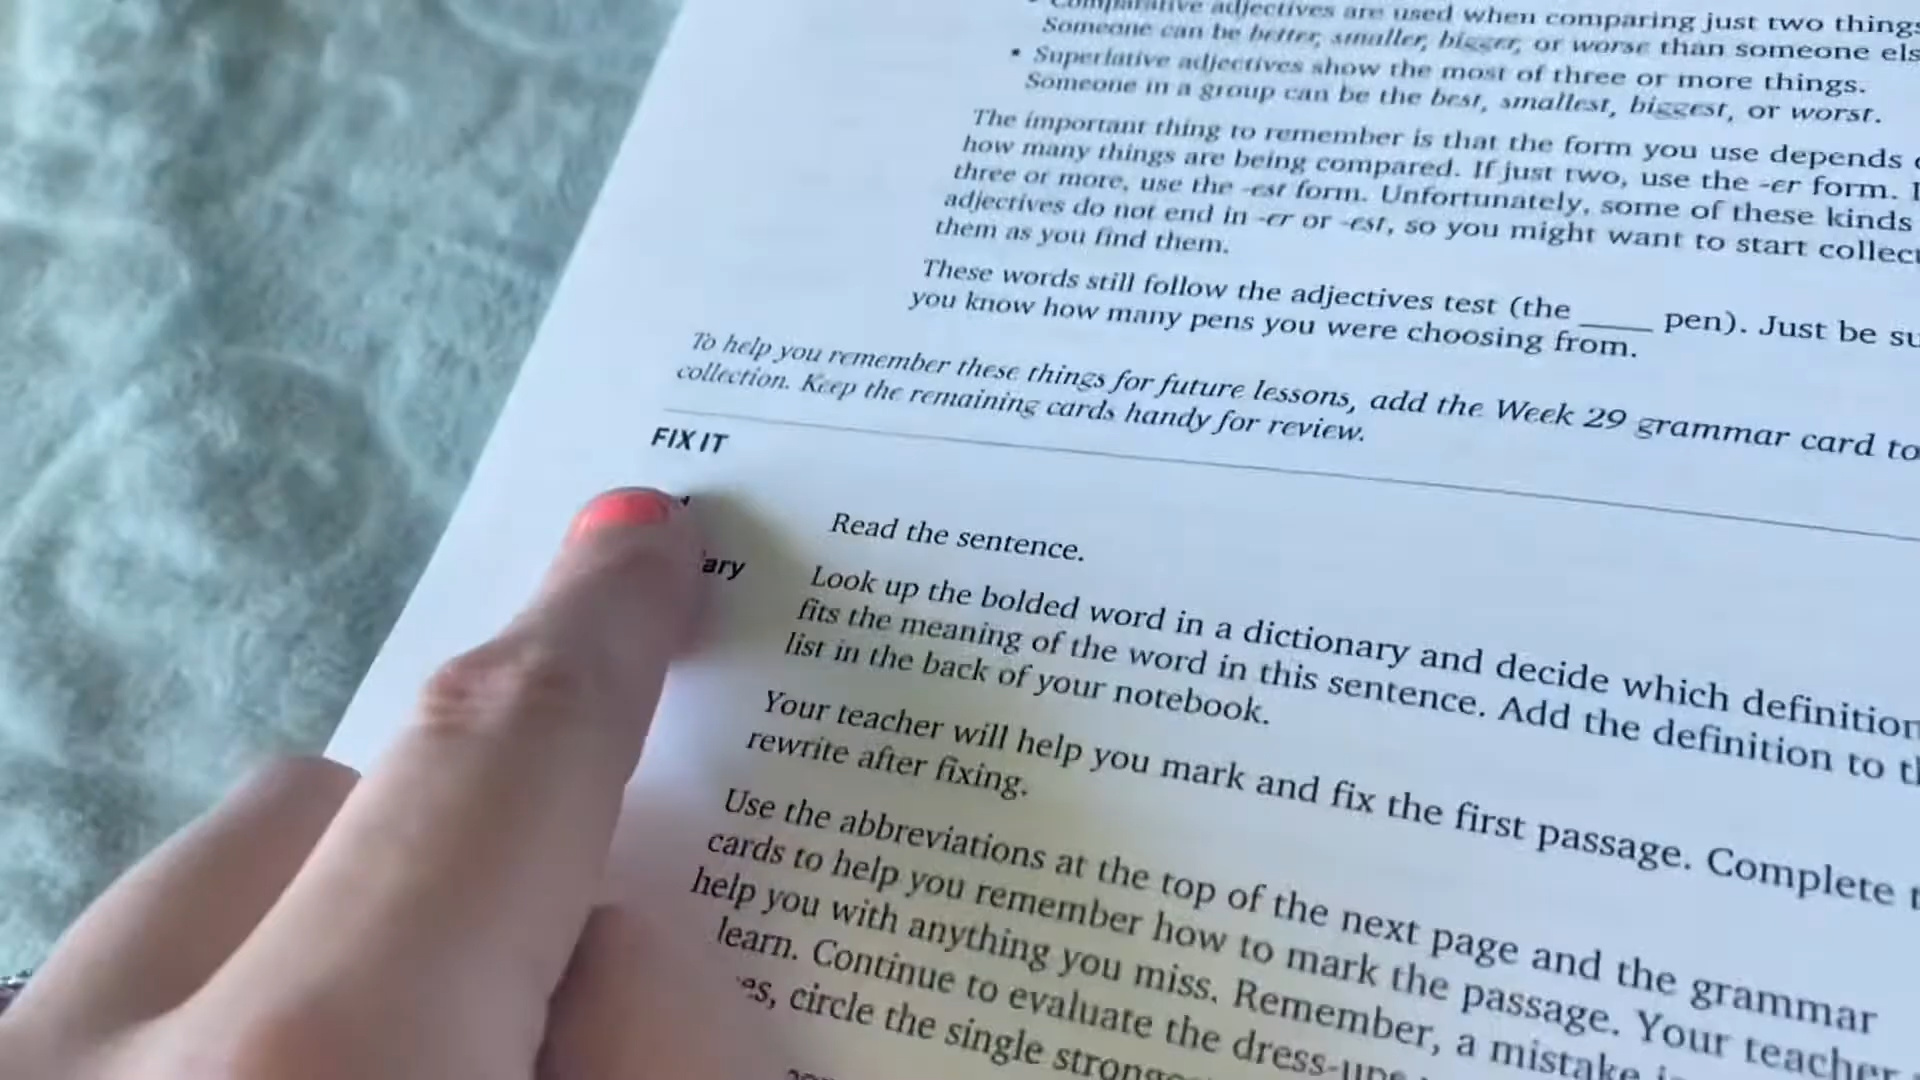 Comparative adjectives are used when comparing just two things
Someone can be better, smaller, bigger, or worse than someone els
• Superlative adjectives show the most of three or more things.
Someone in a group can be the best, smallest, biggest, or worst.
The important thing to remember is that the form you use depends
how many things are being compared. If just two, use the -er form. I
three or more, use the -est form. Unfortunately, some of these kinds
adjectives do not end in -er or -est, so you might want to start collect
them as you find them.
These words still follow the adjectives test (the ____ pen). Just be su
you know how many pens you were choosing from.
To help you remember these things for future lessons, add the Week 29 grammar card to
collection. Keep the remaining cards handy for review.
FIX IT
Read the sentence.
ary
Look up the bolded word in a dictionary and decide which definition
fits the meaning of the word in this sentence. Add the definition to th
list in the back of your notebook.
Your teacher will help you mark and fix the first passage. Complete t
rewrite after fixing.
Use the abbreviations at the top of the next page and the grammar
cards to help you remember how to mark the passage. Your teacher
help you with anything you miss. Remember, a mistake
learn. Continue to evaluate the dress-ups
es, circle the single stronge